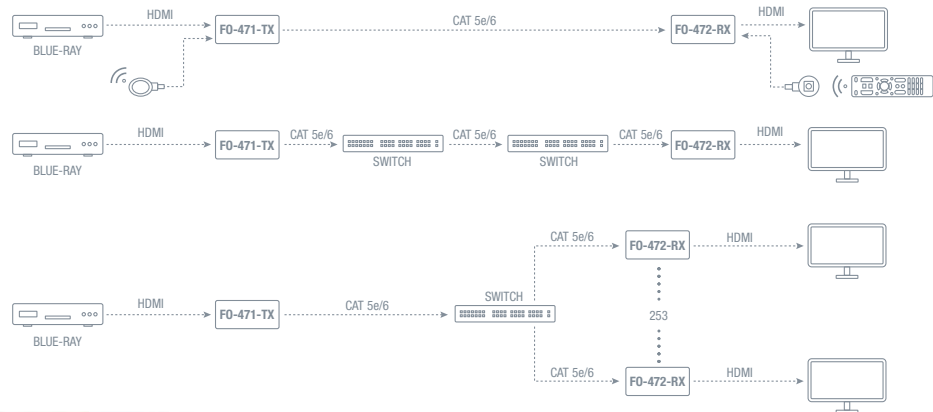 HDMI
CAT 5e/6
HDMI
FO-471-TX
FO-472-RX
BLUE-RAY
HDMI
CAT 5e/6
CAT 5e/6
CAT 5e/6
HDMI
FO-471-TX
FO-472-RX
SWITCH
SWITCH
BLUE-RAY
CAT 5e/6
FO-472-RX
HDMI
HDMI
FO-471-TX
CAT 5e/6
SWITCH
253
BLUE-RAY
CAT 5e/6
FO-472-RX
HDMI